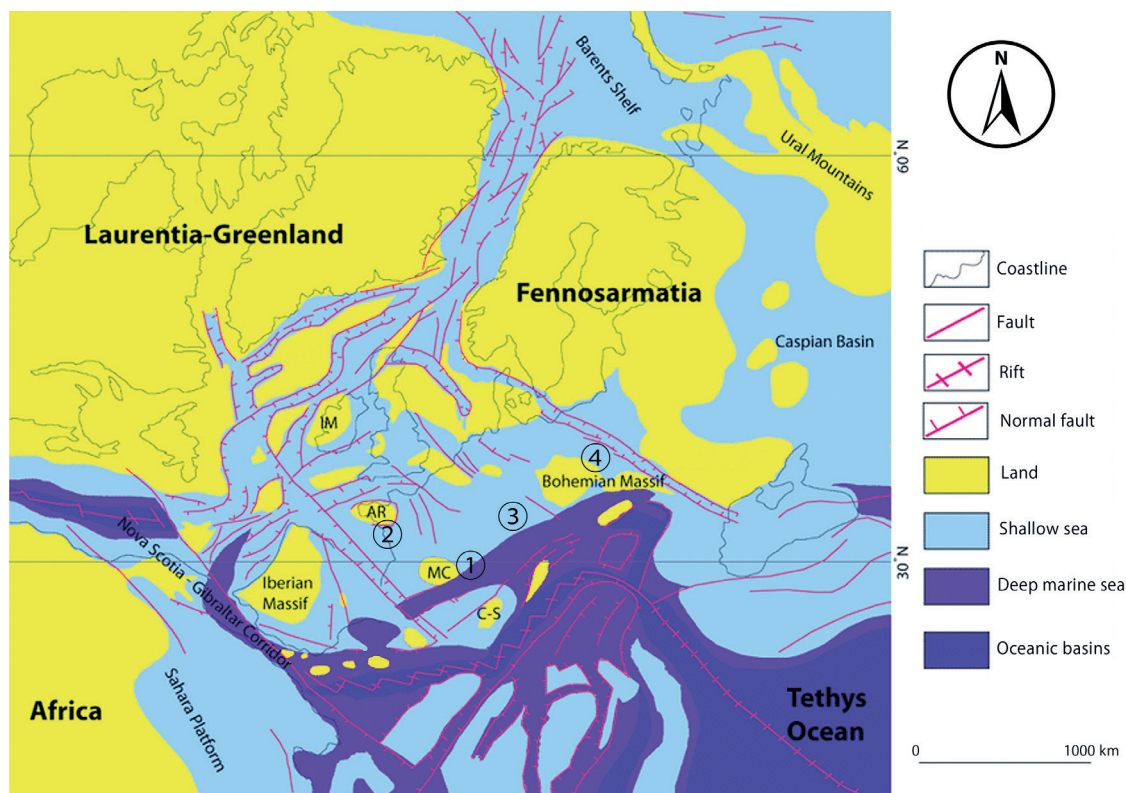 Barents Shelf
N
Ural Mountains
60°N
Laurentia-Greenland
Fennosarmatia
Coastline
Fault
Caspian Basin
Rift
IM
Normal fault
4
Bohemian Massif
Land
AR
3
2
Shallow sea
Nova Scotia - Gibraltar Corridor
1
30°N
MC
Iberian
Massif
Deep marine sea
C-S
Oceanic basins
Sahara Platform
Africa
Tethys
Ocean
0 1000 km